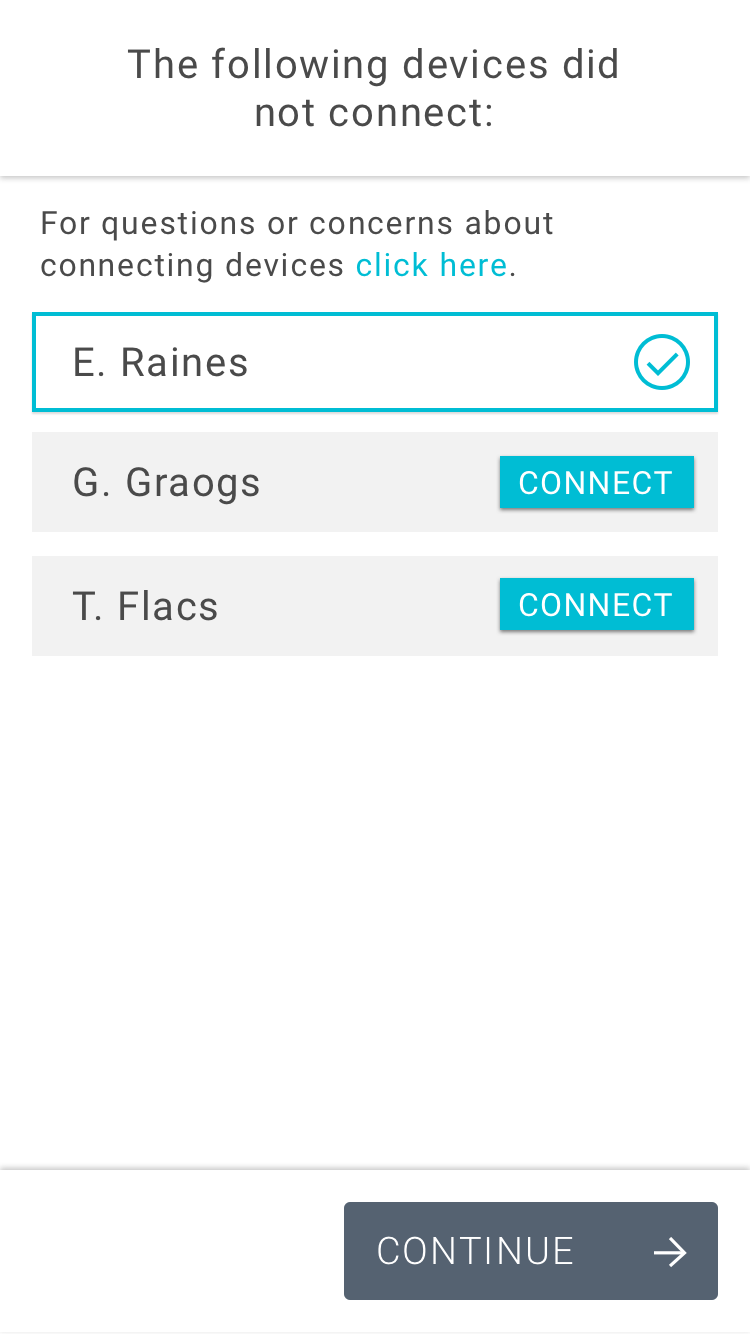 The following devices did
not connect:
For questions or concerns about
connecting devices click here.
E. Raines
G. Graogs
CONNECT
T. Flacs
CONNECT
CONTINUE